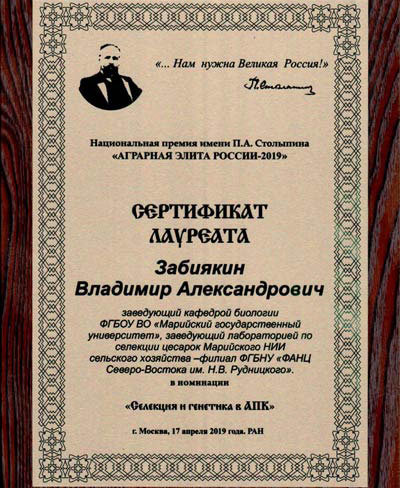 «... Нам нужна Великая Россия!»
П. Столыпин
Национальная премия имени П.А. Столыпина
«АГРАРНАЯ ЭЛИТА РОССИИ-2019»
СЕРТИФИКАТ
ЛАУРЕАТА
Забиякин
Владимир Александрович
заведующий кафедрой биологии
ФГБОУ ВО «Марийский государственный
университет», заведующий лабораторией по
селекции цесарок Марийского НИИ
сельского хозяйства –филиал ФГБНУ «ФАНЦ
Северо-Востока им. Н.В. Рудницкого».
в номинации
«Селекция и генетика в АПК»
г. Москва, 17 апреля 2019 года. РАН